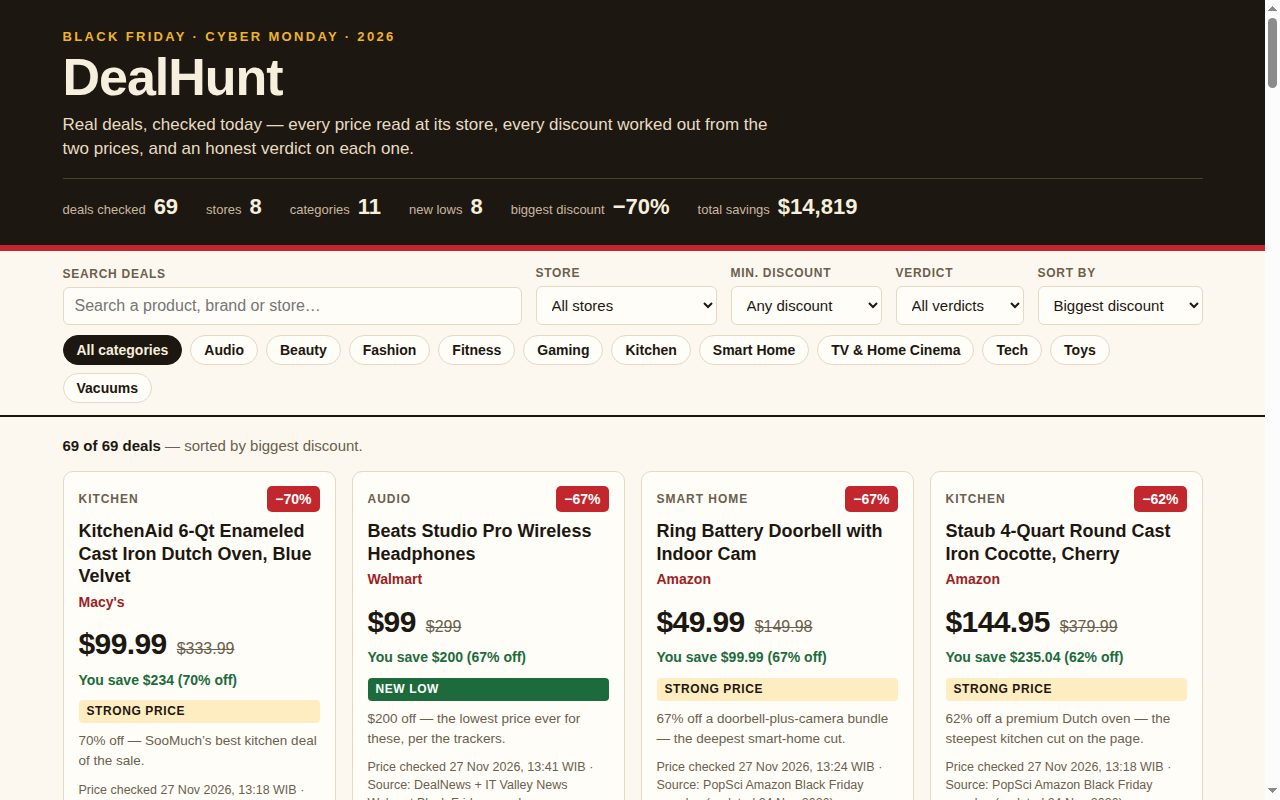 BLACK FRIDAY · CYBER MONDAY · 2026
DealHunt
Real deals, checked today — every price read at its store, every discount worked out from the
two prices, and an honest verdict on each one.
deals checked 69 stores 8 categories 11 new lows 8 biggest discount −70% total savings $14,819
SEARCH DEALS STORE MIN. DISCOUNT VERDICT SORT BY
Search a product, brand or store… All stores Any discount All verdicts Biggest discount
All categories Audio Beauty Fashion Fitness Gaming Kitchen Smart Home TV & Home Cinema Tech Toys
Vacuums
69 of 69 deals — sorted by biggest discount.
KITCHEN −70%
KitchenAid 6-Qt Enameled
Cast Iron Dutch Oven, Blue
Velvet
Macy's
$99.99 $333.99
You save $234 (70% off)
STRONG PRICE
70% off — SooMuch's best kitchen deal
of the sale.
Price checked 27 Nov 2026, 13:18 WIB ·
AUDIO −67%
Beats Studio Pro Wireless
Headphones
Walmart
$99 $299
You save $200 (67% off)
NEW LOW
$200 off — the lowest price ever for
these, per the trackers.
Price checked 27 Nov 2026, 13:41 WIB ·
Source: DealNews + IT Valley News
SMART HOME −67%
Ring Battery Doorbell with
Indoor Cam
Amazon
$49.99 $149.98
You save $99.99 (67% off)
STRONG PRICE
67% off a doorbell-plus-camera bundle
— the deepest smart-home cut.
Price checked 27 Nov 2026, 13:24 WIB ·
Source: PopSci Amazon Black Friday
KITCHEN −62%
Staub 4-Quart Round Cast
Iron Cocotte, Cherry
Amazon
$144.95 $379.99
You save $235.04 (62% off)
STRONG PRICE
62% off a premium Dutch oven — the
steepest kitchen cut on the page.
Price checked 27 Nov 2026, 13:18 WIB ·
Source: PopSci Amazon Black Friday